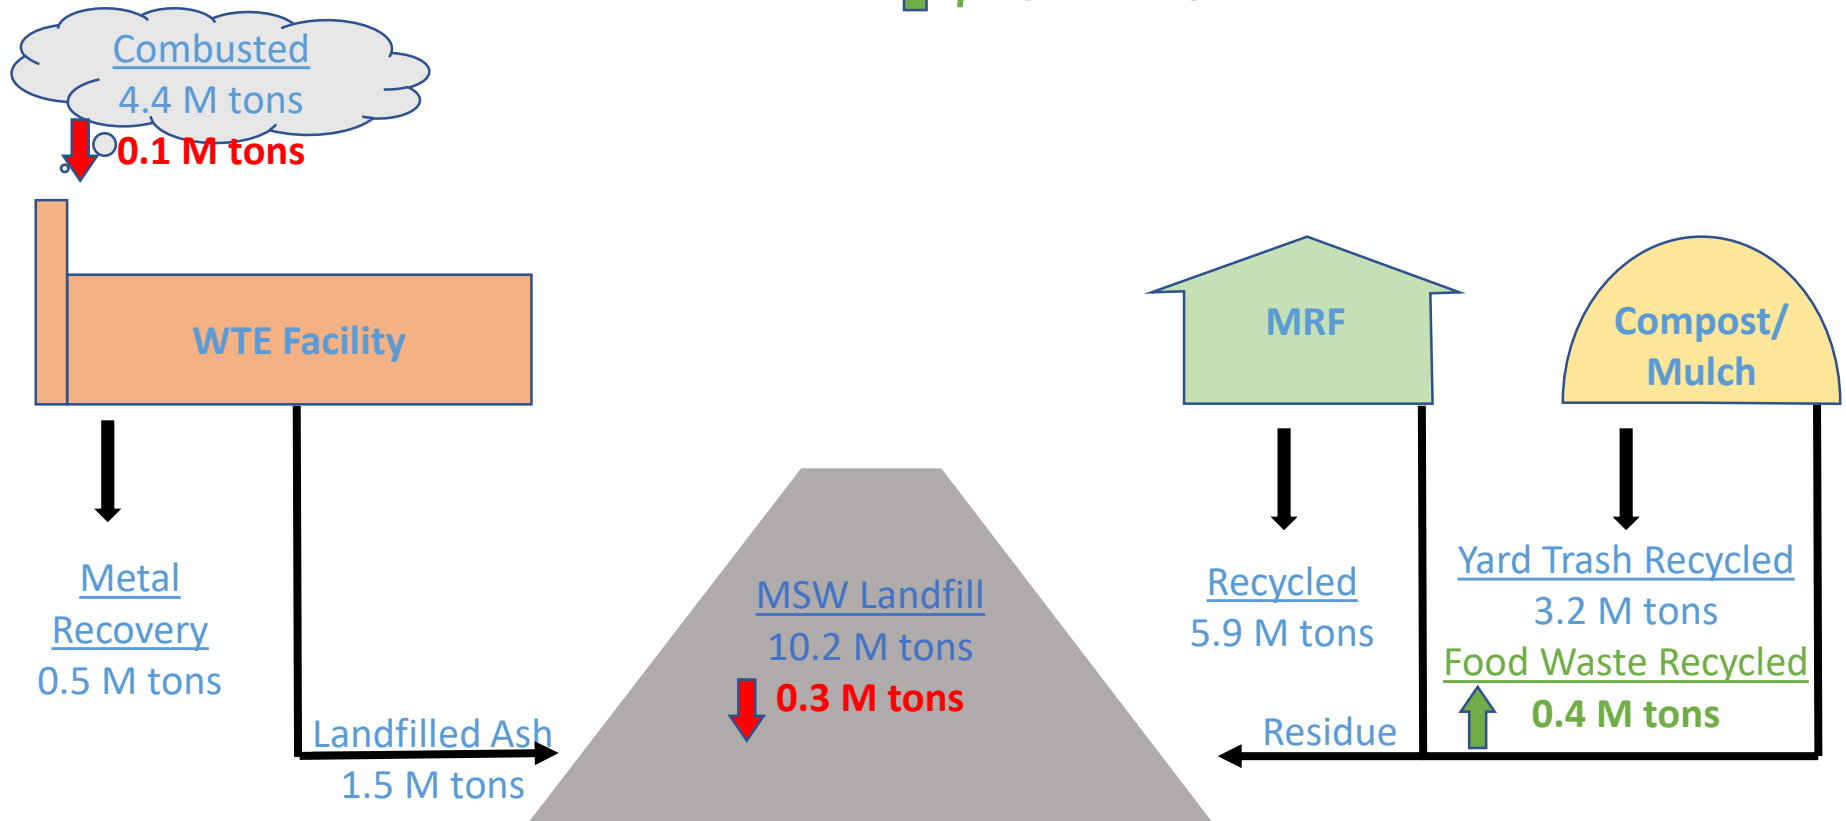 Combusted
4.4 M tons
0.1 M tons
WTE Facility
MRF
Compost/
Mulch
Metal
Recovery
0.5 M tons
Landfilled Ash
1.5 M tons
MSW Landfill
10.2 M tons
0.3 M tons
Recycled
5.9 M tons
Residue
Yard Trash Recycled
3.2 M tons
Food Waste Recycled
0.4 M tons